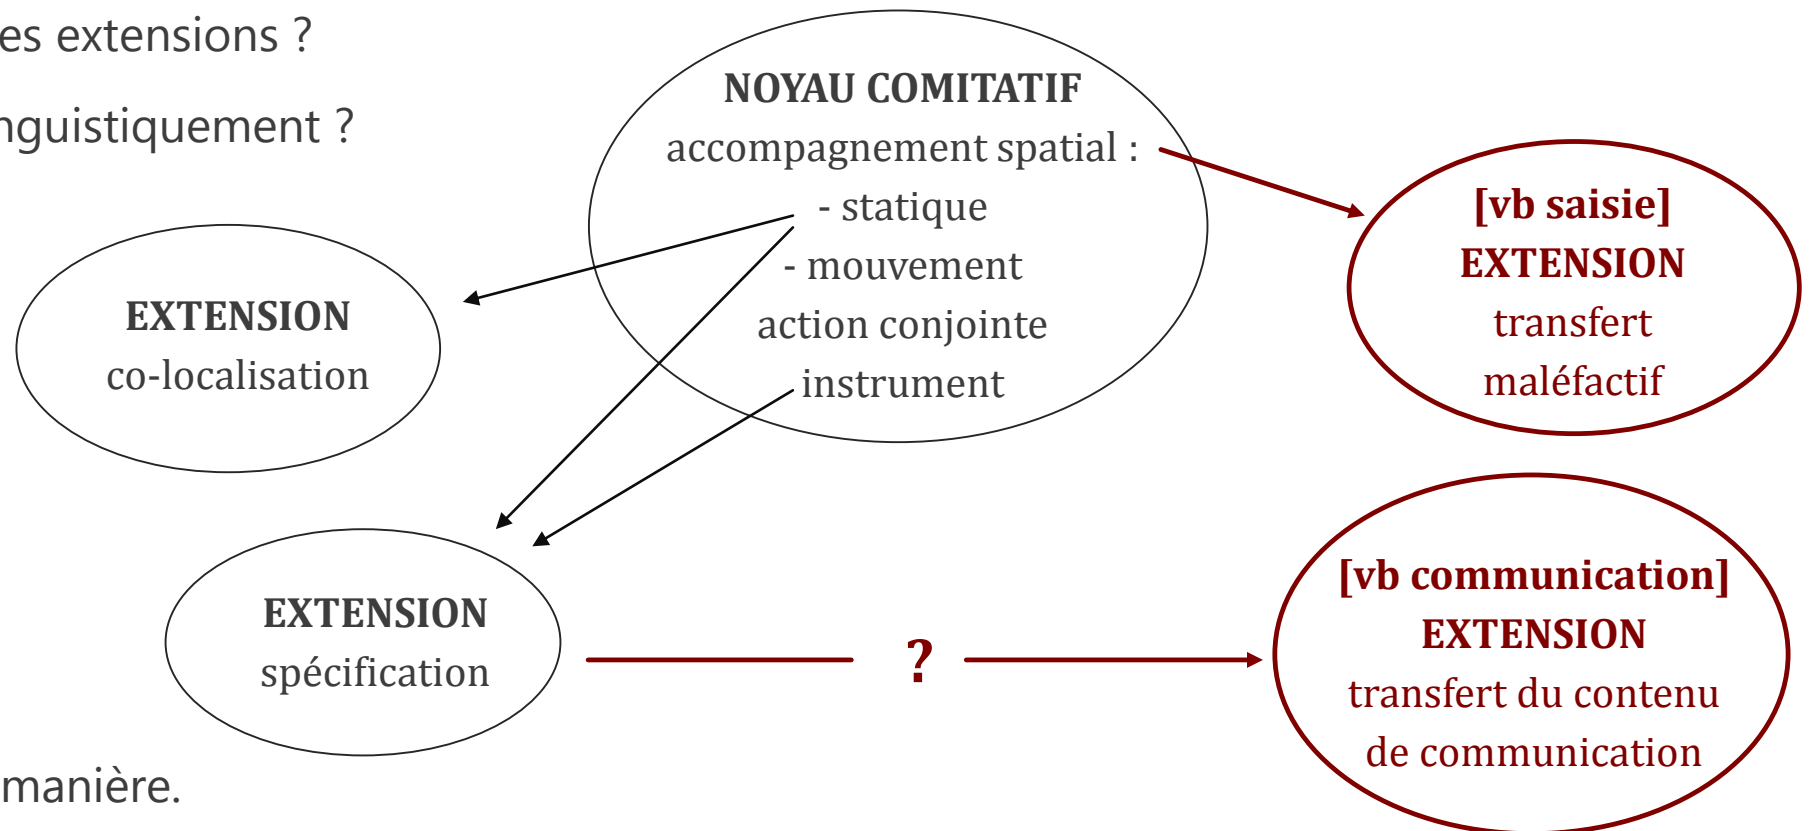 es extensions ?
nguistiquement ?
NOYAU COMITATIF
accompagnement spatial :
- statique
- mouvement
action conjointe
instrument
[vb saisie]
EXTENSION
transfert
maléfactif
EXTENSION
co-localisation
EXTENSION
spécification
?
[vb communication]
EXTENSION
transfert du contenu
de communication
manière.